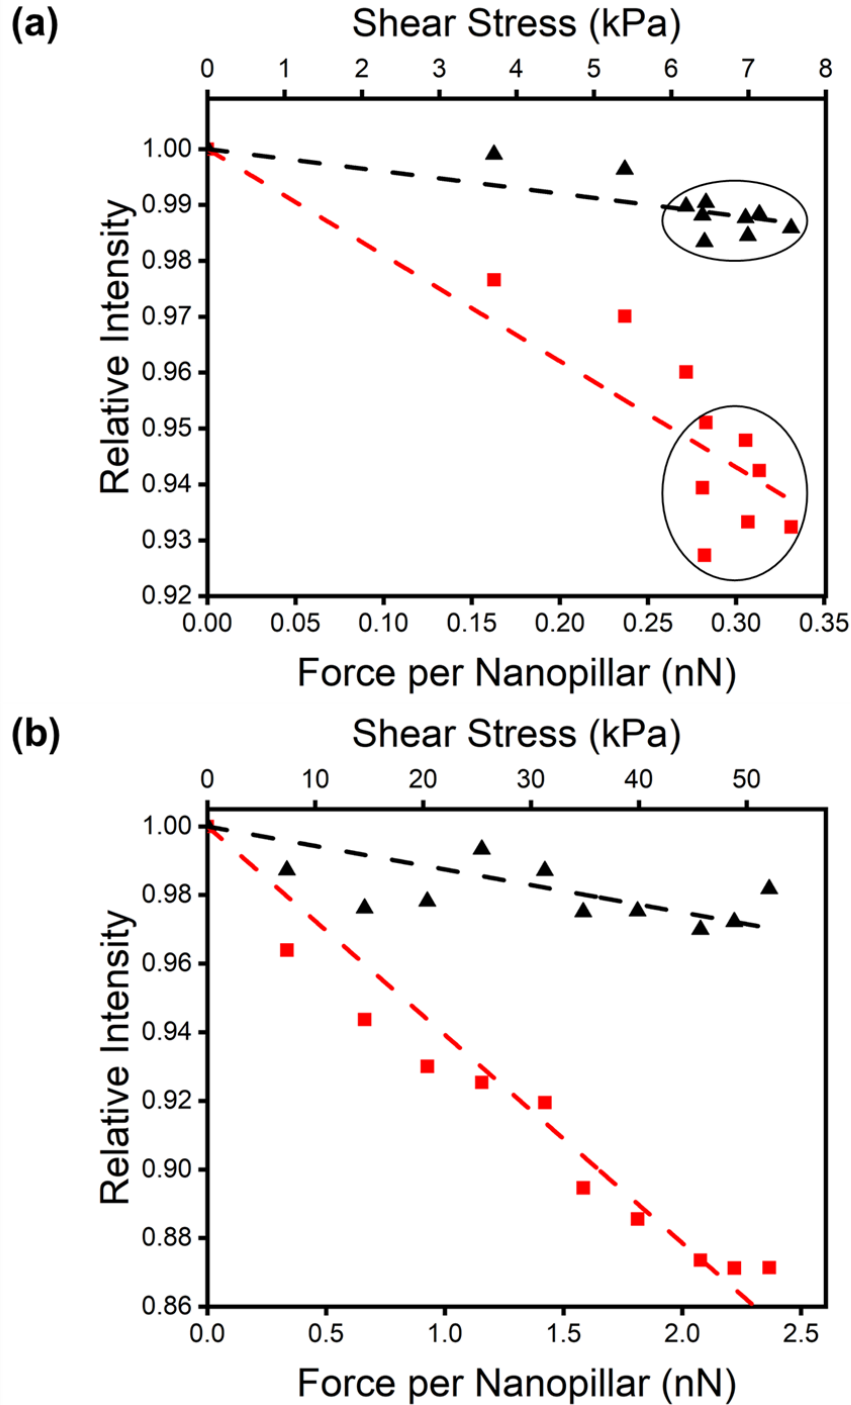 (a)
Shear Stress (kPa)
0 1 2 3 4 5 6 7 8
1.00
0.99
0.98
0.97
0.96
0.95
0.94
0.93
0.92
Relative Intensity
0.00 0.05 0.10 0.15 0.20 0.25 0.30 0.35
Force per Nanopillar (nN)
(b)
Shear Stress (kPa)
0 10 20 30 40 50
1.00
0.98
0.96
0.94
0.92
0.90
0.88
0.86
Relative Intensity
0.0 0.5 1.0 1.5 2.0 2.5
Force per Nanopillar (nN)